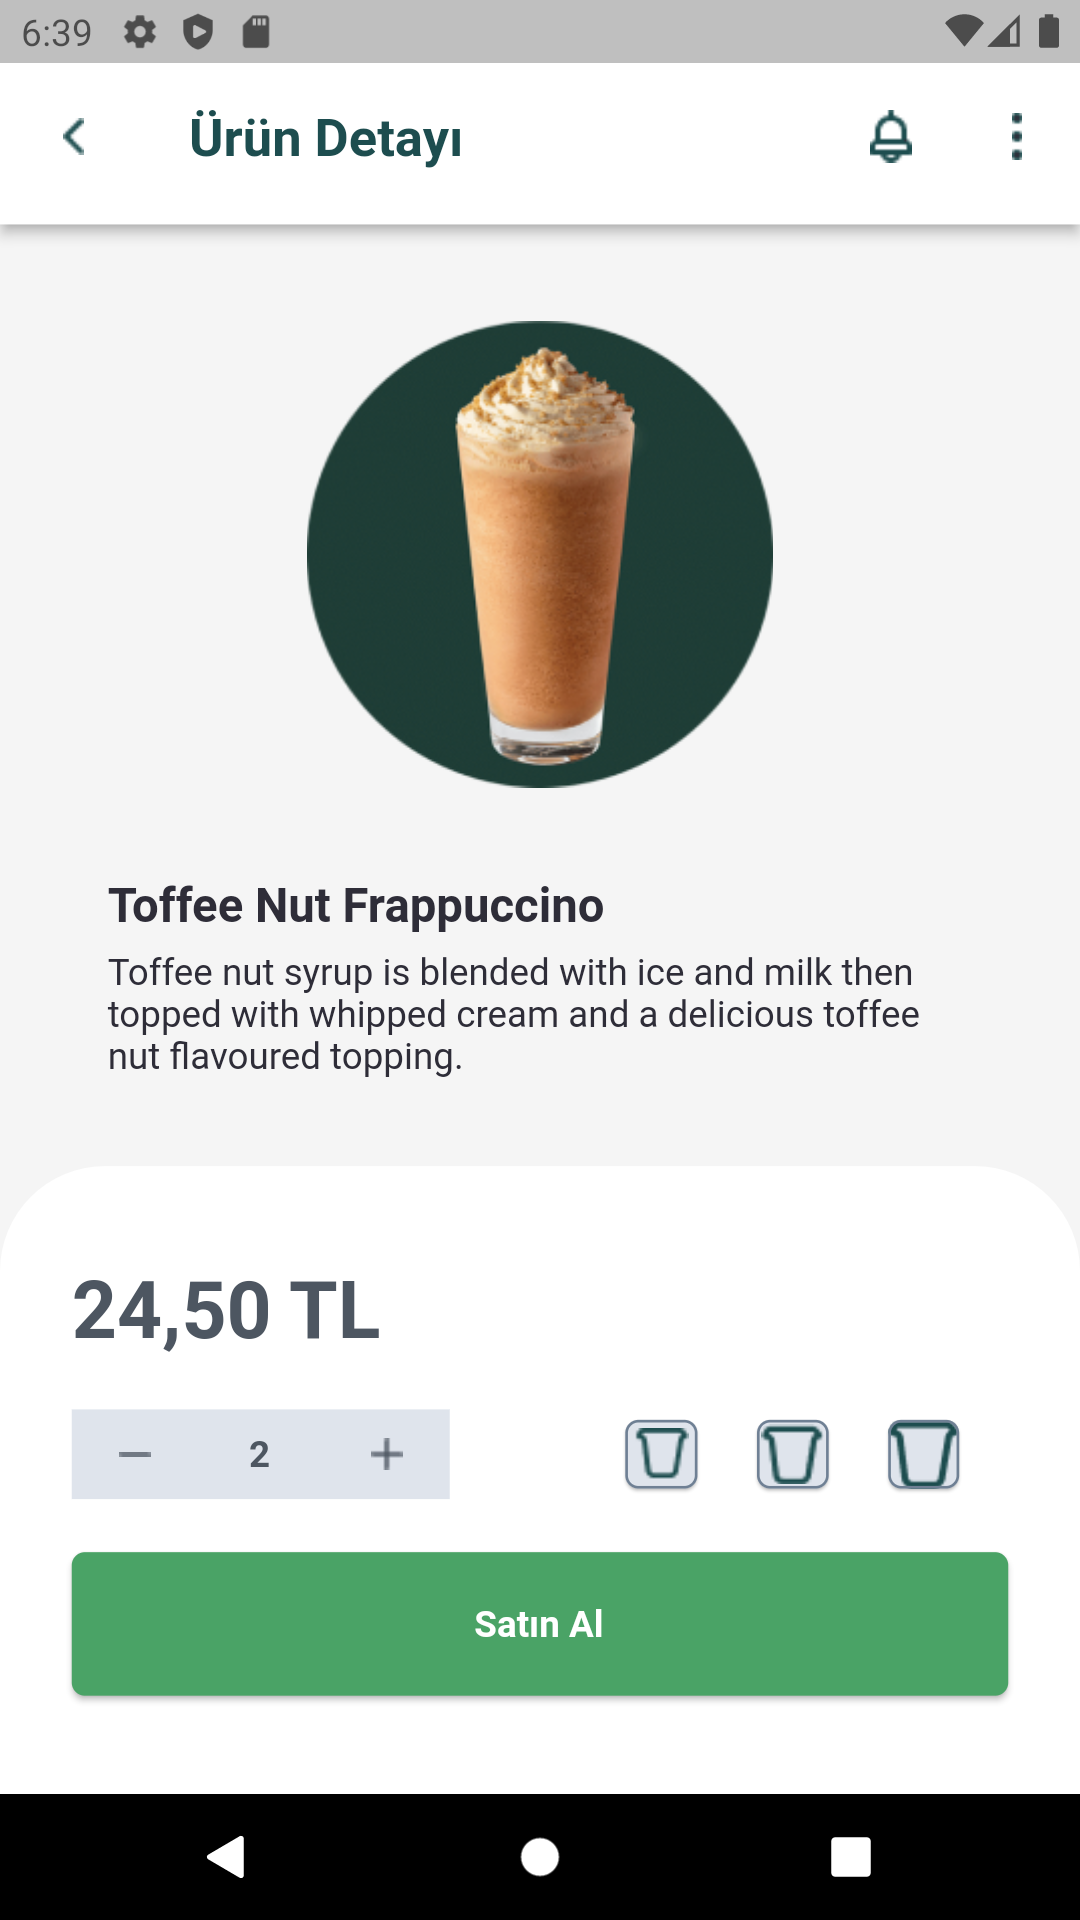 6:39
Ürün Detayı
Toffee Nut Frappuccino
Toffee nut syrup is blended with ice and milk then
topped with whipped cream and a delicious toffee
nut flavoured topping.
24,50 TL
2
Satın Al